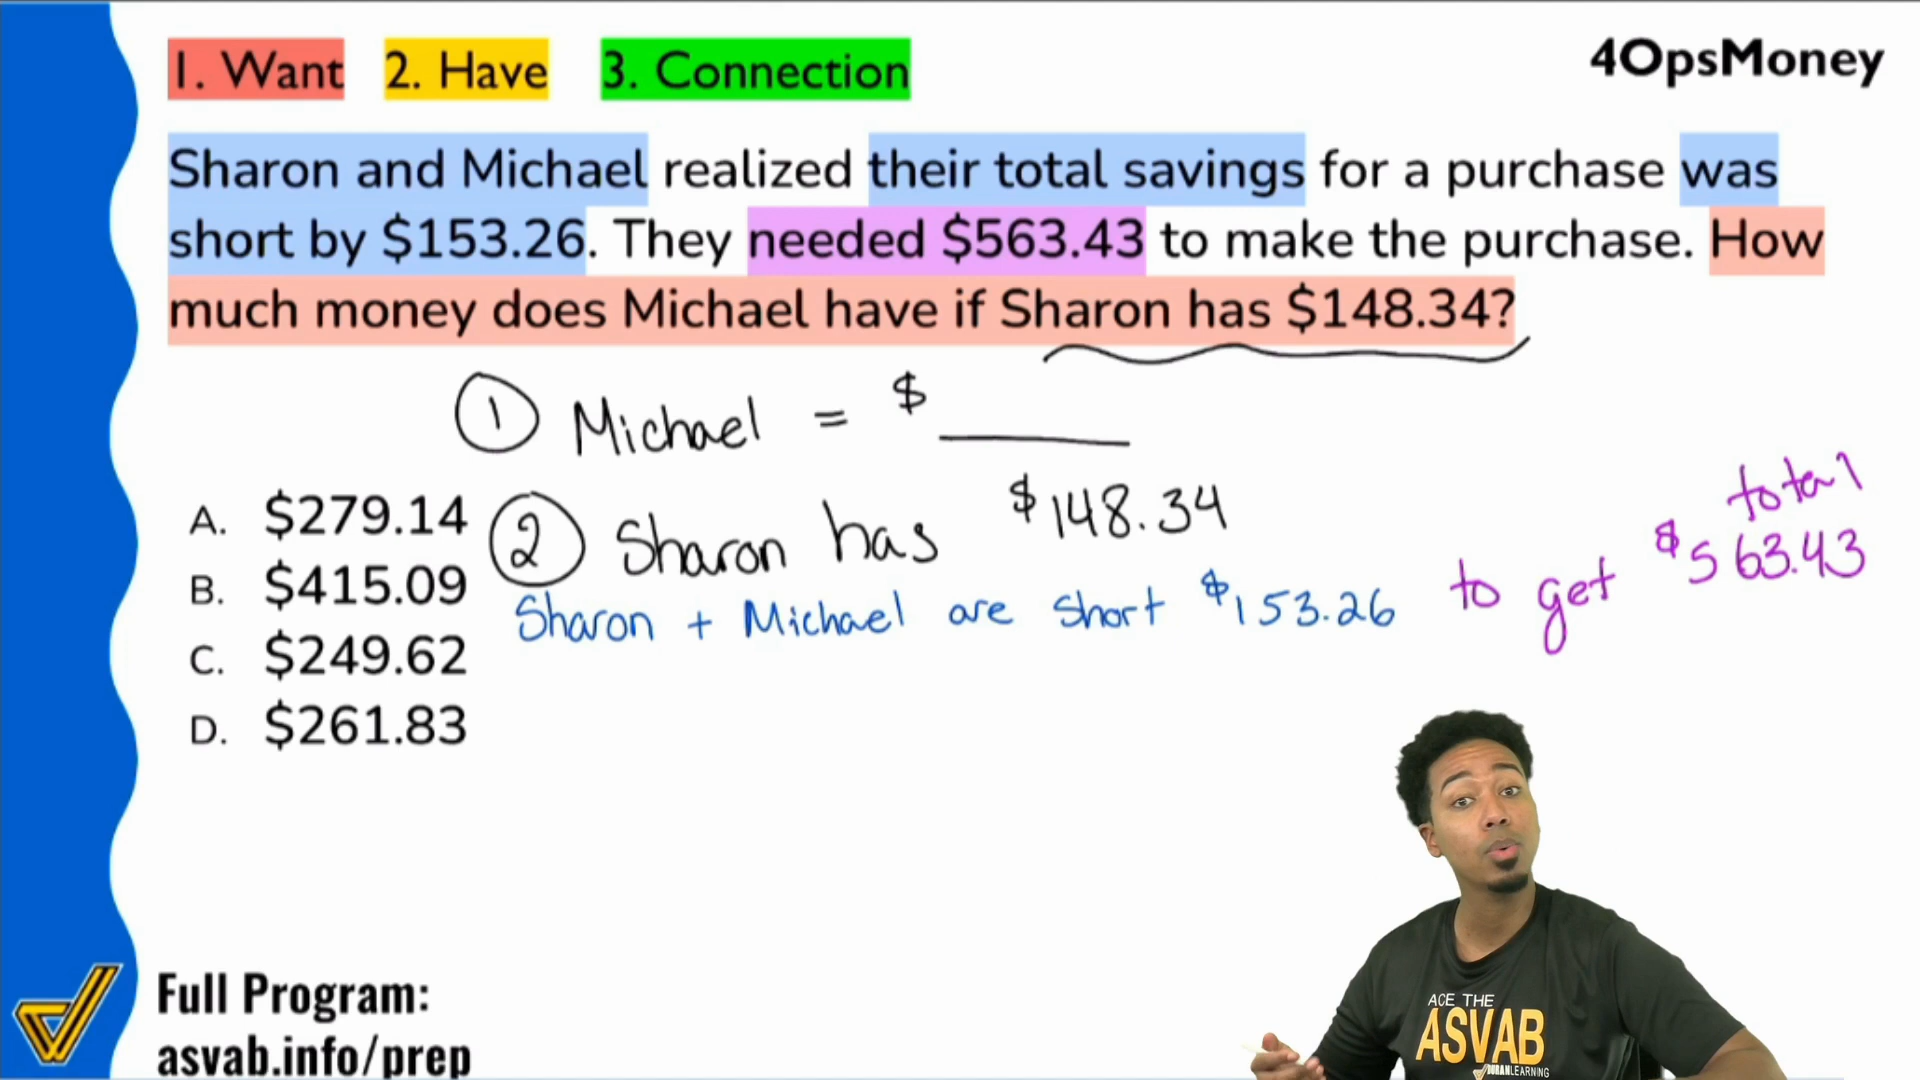 1. Want 2. Have 3. Connection
4OpsMoney
Sharon and Michael realized their total savings for a purchase was
short by $153.26. They needed $563.43 to make the purchase. How
much money does Michael have if Sharon has $148.34?
1 Michael = $
A. $279.14
B. $415.09
C. $249.62
D. $261.83
2 Sharon has $148.34
Sharon + Michael are short $153.26 to get $563.43
total
ACE THE
ASVAB
DURANLEARNING
Full Program:
asvab.info/prep